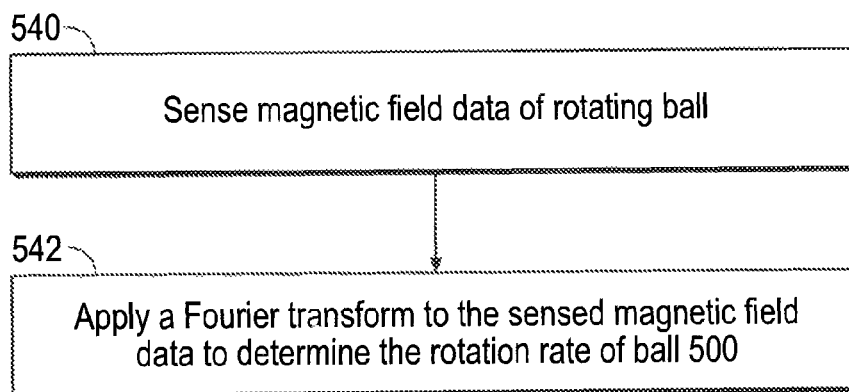 540
Sense magnetic field data of rotating ball
542
Apply a Fourier transform to the sensed magnetic field
data to determine the rotation rate of ball 500